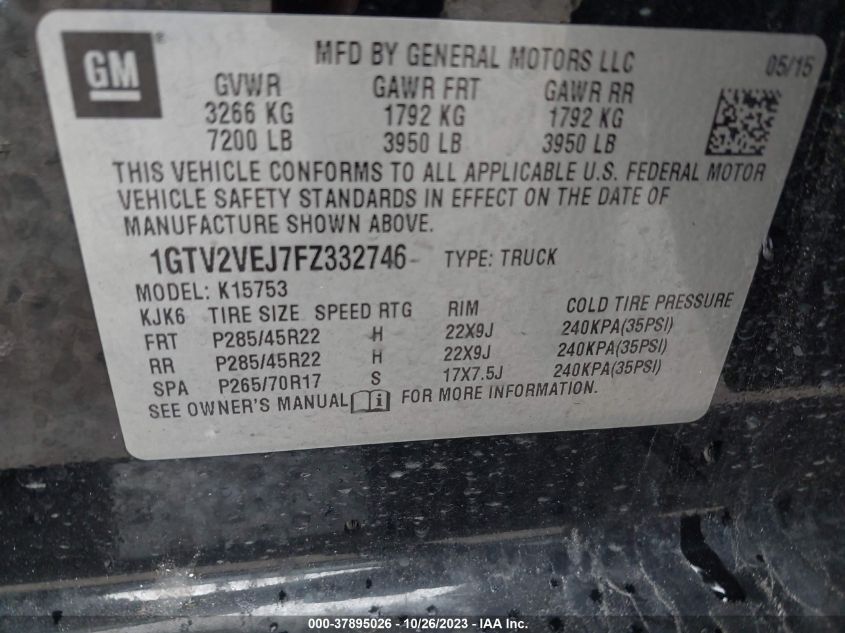 GM ®
MFD BY GENERAL MOTORS LLC
05/15
GVWR GAWR FRT GAWR RR
3266 KG 1792 KG 1792 KG
7200 LB 3950 LB 3950 LB
THIS VEHICLE CONFORMS TO ALL APPLICABLE U.S. FEDERAL MOTOR
VEHICLE SAFETY STANDARDS IN EFFECT ON THE DATE OF
MANUFACTURE SHOWN ABOVE.
1GTV2VEJ7FZ332746 TYPE: TRUCK
MODEL: K15753
KJK6 TIRE SIZE SPEED RTG RIM COLD TIRE PRESSURE
FRT P285/45R22 H 22X9J 240KPA(35PSI)
RR P285/45R22 H 22X9J 240KPA(35PSI)
SPA P265/70R17 S 17X7.5J 240KPA(35PSI)
SEE OWNER'S MANUAL FOR MORE INFORMATION.
000-37895026 - 10/26/2023 - IAA Inc.